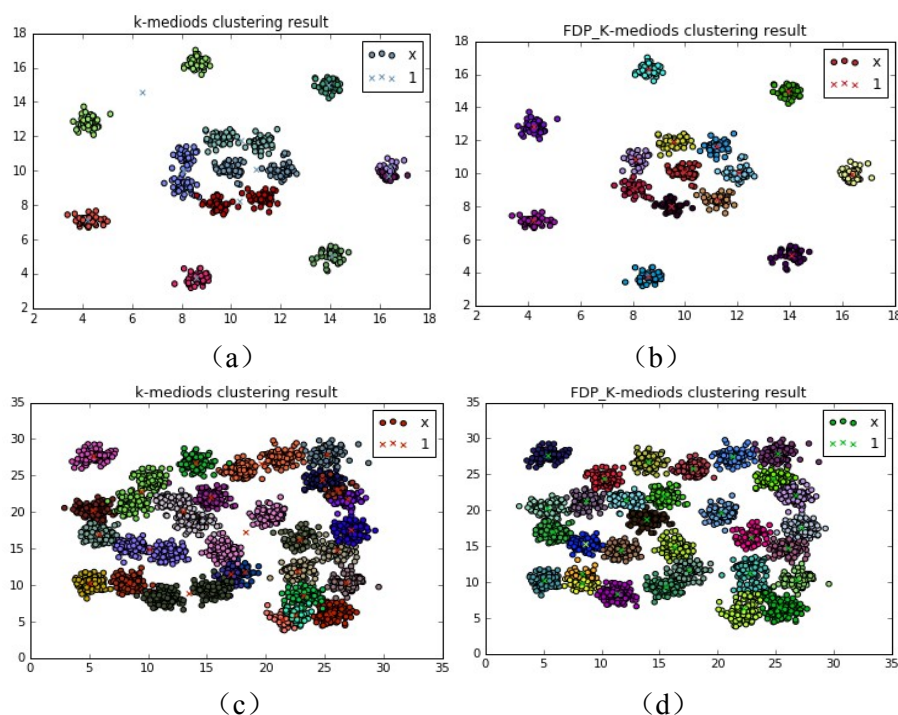 k-mediods clustering result
18
16
14
12
10
8
6
4
2
2 4 6 8 10 12 14 16 18
x
1
（a）
FDP_K-mediods clustering result
18
16
14
12
10
8
6
4
2
2 4 6 8 10 12 14 16 18
x
1
（b）
k-mediods clustering result
35
30
25
20
15
10
5
0
0 5 10 15 20 25 30 35
x
1
（c）
FDP_K-mediods clustering result
35
30
25
20
15
10
5
0
0 5 10 15 20 25 30 35
x
1
（d）